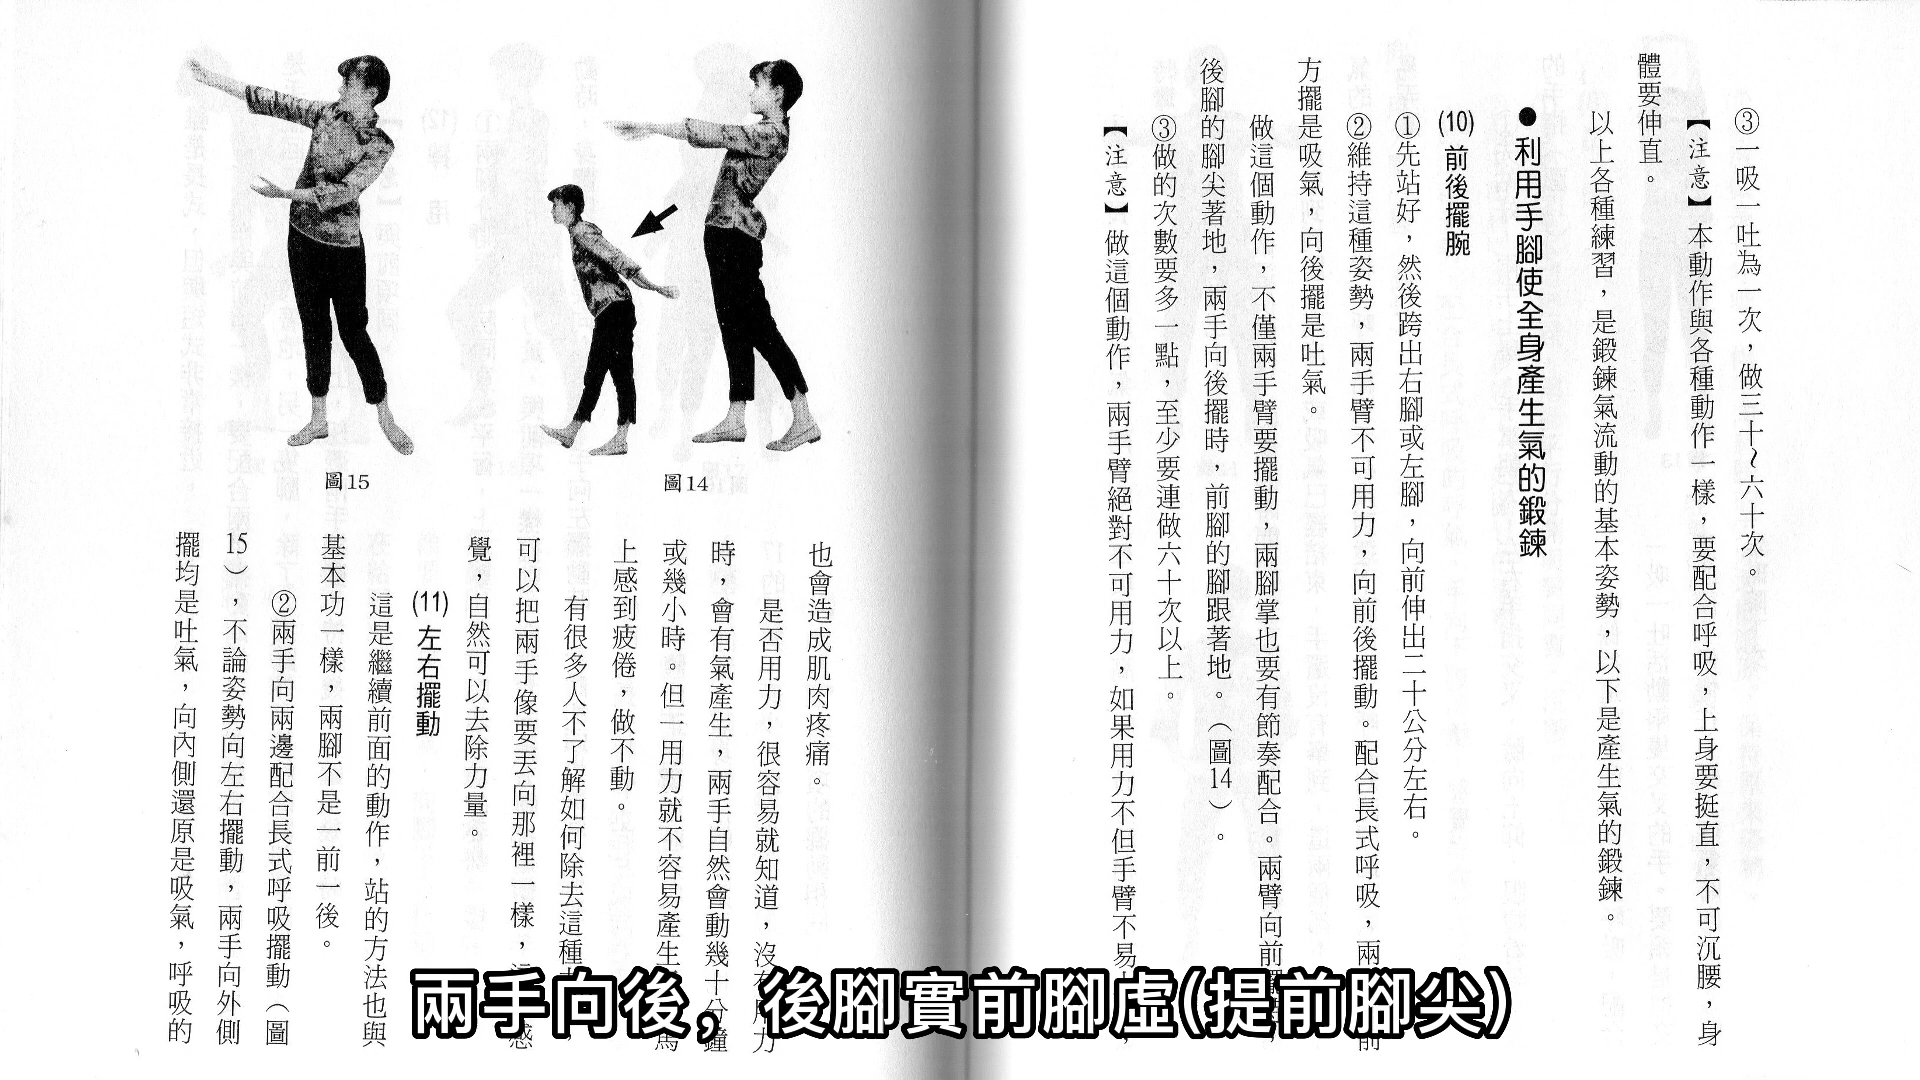 ③一吸一吐為一次，做三十～六十次。
【注意】本動作與各種動作一樣，要配合呼吸，上身要挺直，不可沉腰，身
體要伸直。
以上各種練習，是鍛鍊氣流動的基本姿勢，以下是產生氣的鍛鍊。
●利用手腳使全身產生氣的鍛鍊
(10)前後擺腕
①先站好，然後跨出右腳或左腳，向前伸出二十公分左右。
②維持這種姿勢，兩手臂不可用力，向前後擺動。配合長式呼吸，兩
前
方擺是吸氣，向後擺是吐氣。
做這個動作，不僅兩手臂要擺動，兩腳掌也要有節奏配合。兩臂向前擺
後腳的腳尖著地，兩手向後擺時，前腳的腳跟著地。（圖14）。
③做的次數要多一點，至少要連做六十次以上。
【注意】做這個動作，兩手臂絕對不可用力，如果用力不但手臂不易
圖14
圖15
也會造成肌肉疼痛。
是否用力，很容易就知道，沒有用力
時，會有氣產生，兩手自然會動幾十分鐘
或幾小時。但一用力就不容易產生
馬
上感到疲倦，做不動。
有很多人不了解如何除去這種
可以把兩手像要丟向那裡一樣，
感
覺，自然可以去除力量。
(11)左右擺動
這是繼續前面的動作，站的方法也與
基本功一樣，兩腳不是一前一後。
②兩手向兩邊配合長式呼吸擺動（圖
15），不論姿勢向左右擺動，兩手向外側
擺均是吐氣，向內側還原是吸氣，呼吸的
兩手向後，後腳實前腳虛(提前腳尖)